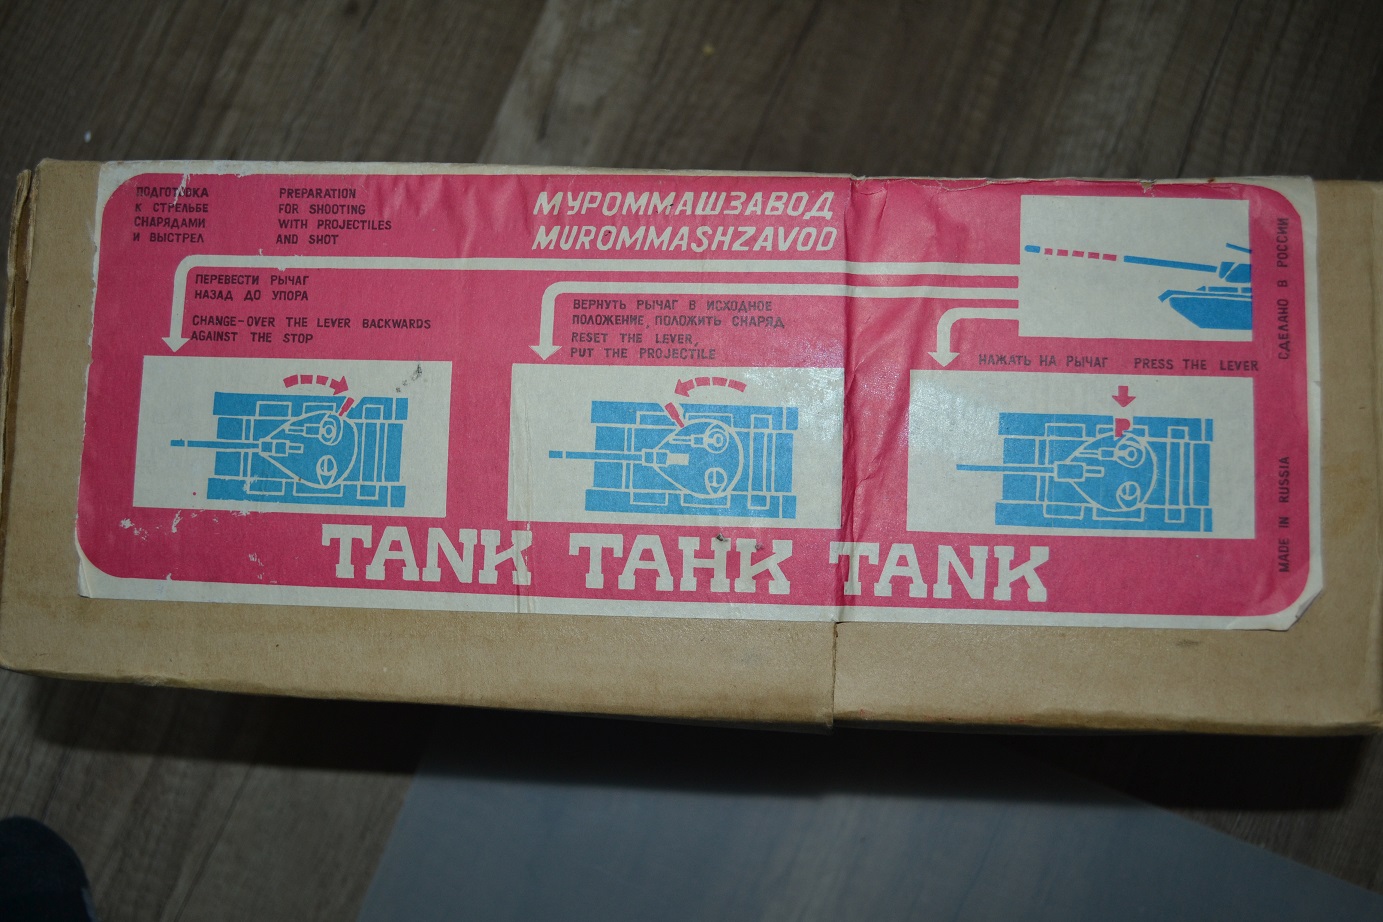 ПОДГОТОВКА
К СТРЕЛЬБЕ
СНАРЯДАМИ
И ВЫСТРЕЛ
PREPARATION
FOR SHOOTING
WITH PROJECTILES
AND SHOT
МУРОММАШЗАВОД
MUROMMASHZAVOD
ПЕРЕВЕСТИ РЫЧАГ
НАЗАД ДО УПОРА
CHANGE-OVER THE LEVER BACKWARDS
AGAINST THE STOP
ВЕРНУТЬ РЫЧАГ В ИСХОДНОЕ
ПОЛОЖЕНИЕ, ПОЛОЖИТЬ СНАРЯД
RESET THE LEVER,
PUT THE PROJECTILE
НАЖАТЬ НА РЫЧАГ PRESS THE LEVER
СДЕЛАНО В РОССИИ
MADE IN RUSSIA
TANK ТАНК TANK